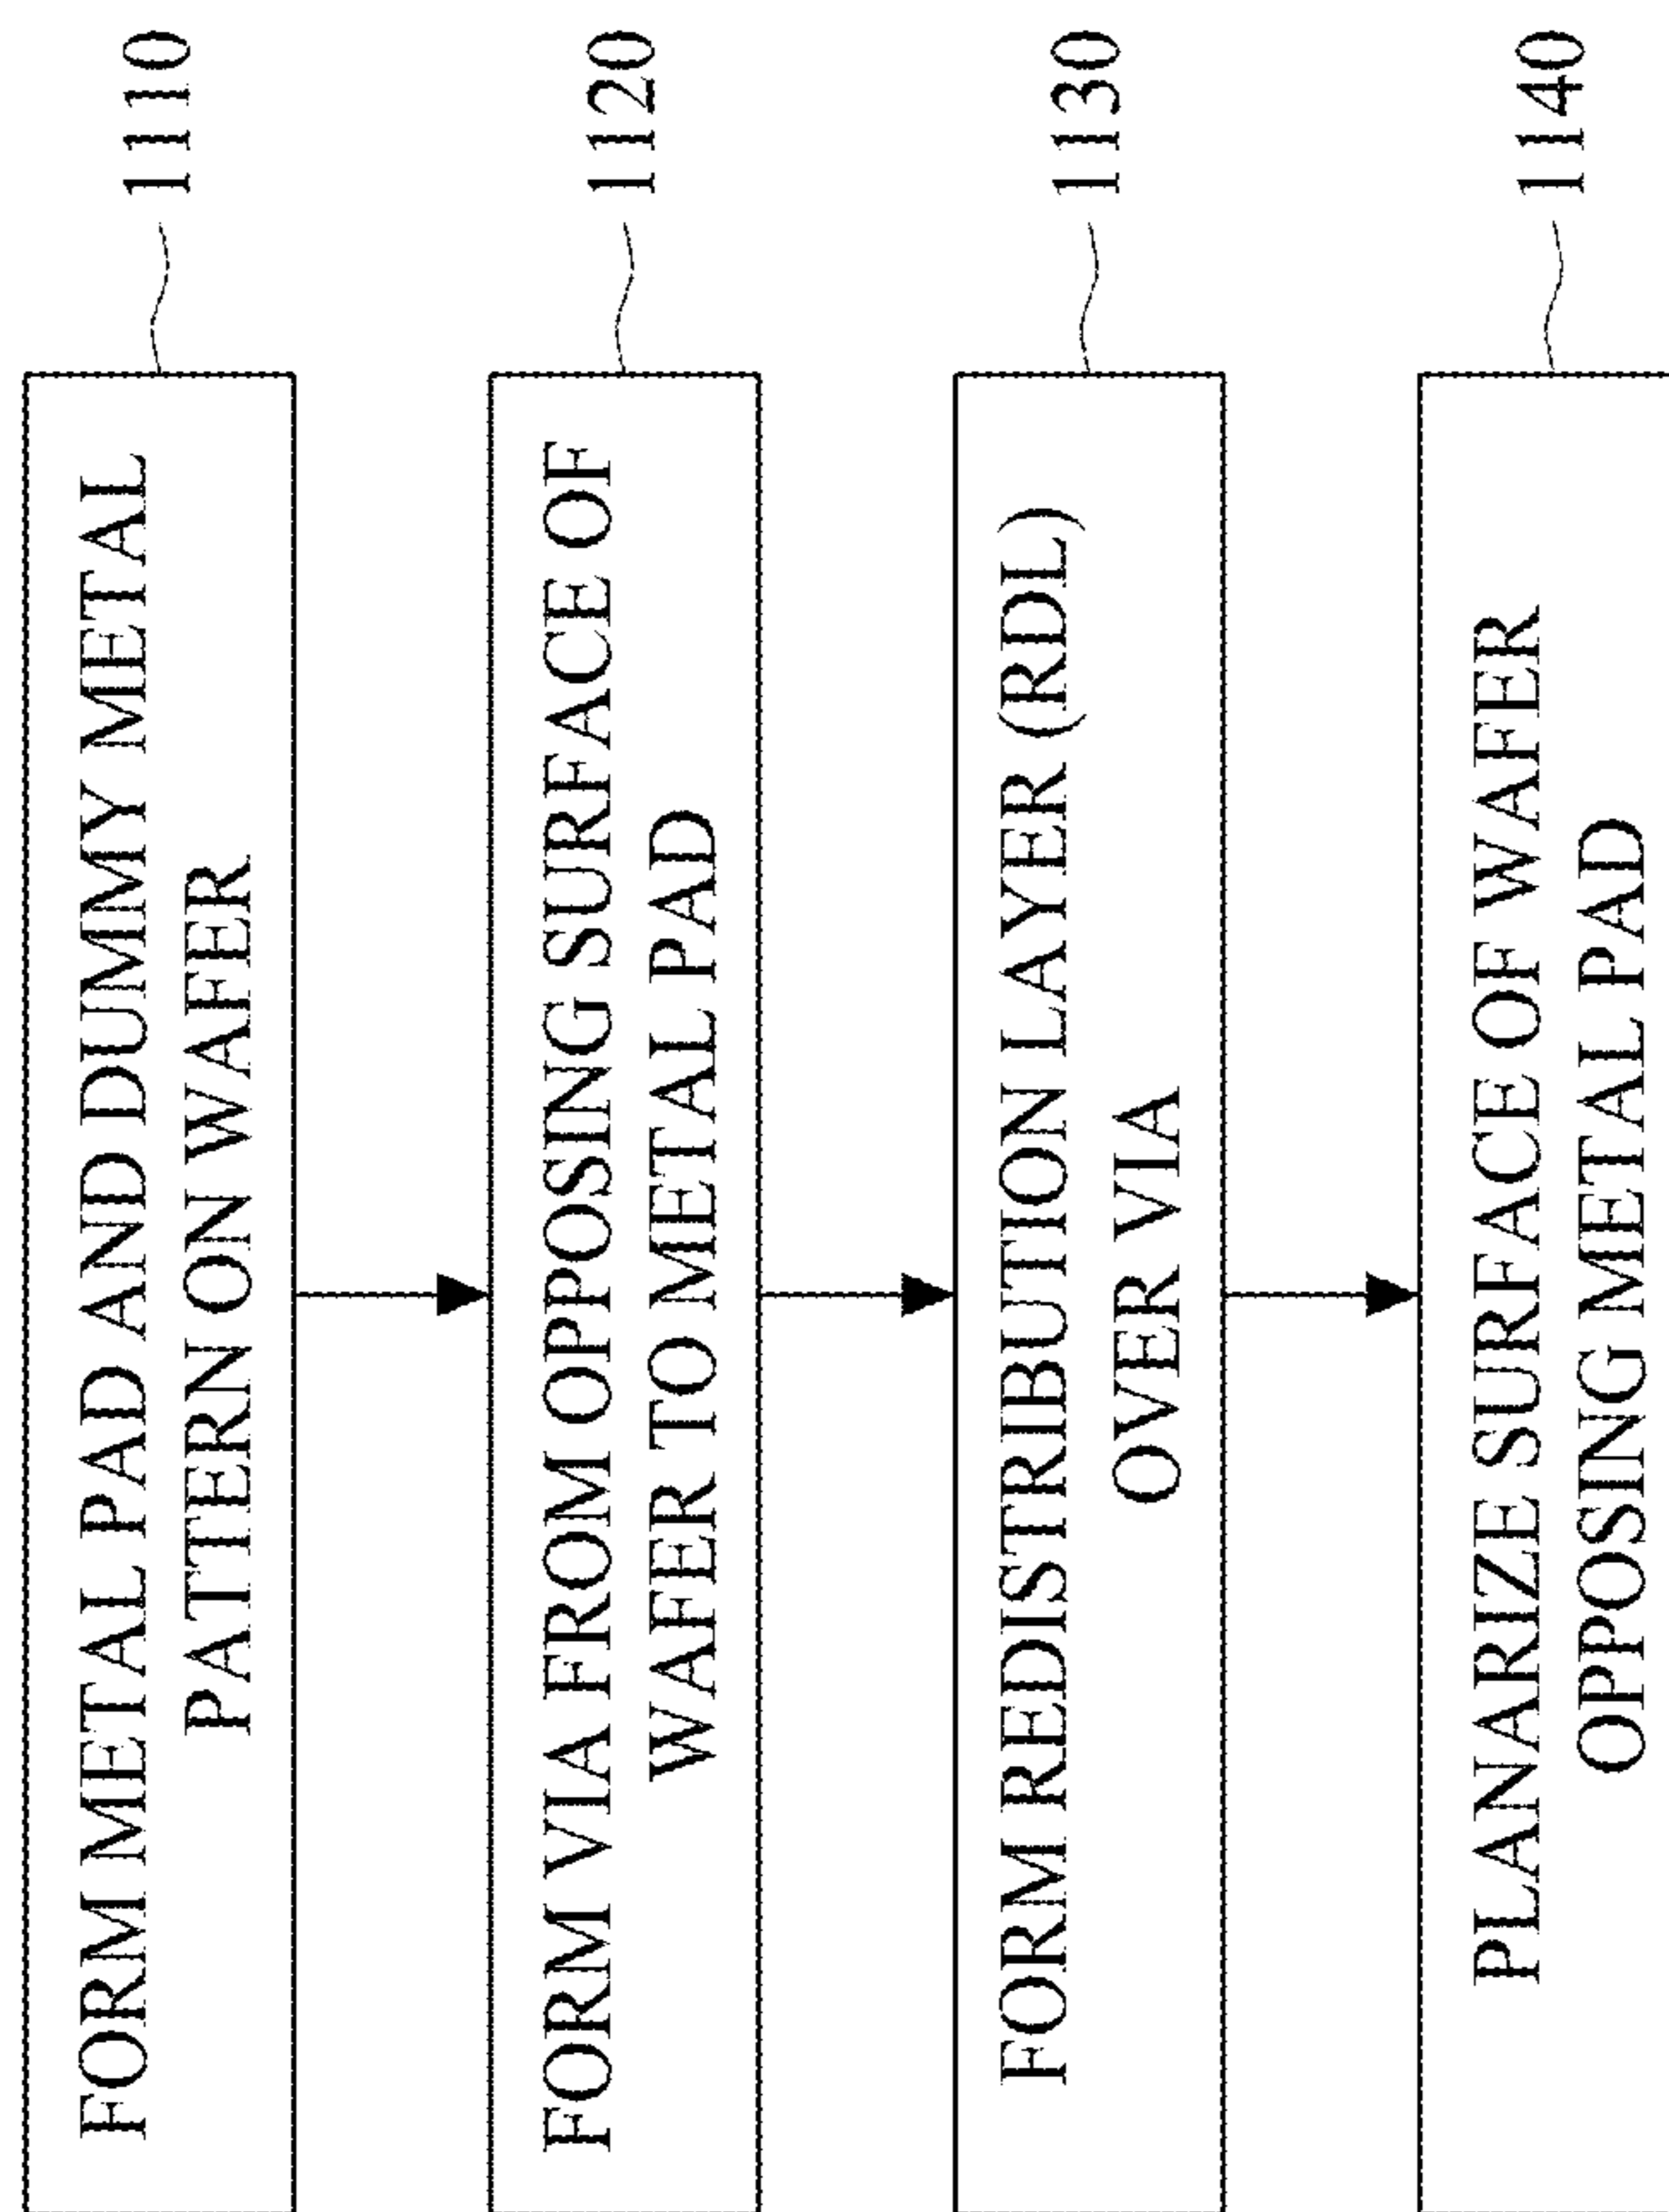 FORM METAL PAD AND DUMMY METAL
PATTERN ON WAFER
1110
FORM VIA FROM OPPOSING SURFACE OF
WAFER TO METAL PAD
1120
FORM REDISTRIBUTION LAYER (RDL)
OVER VIA
1130
PLANARIZE SURFACE OF WAFER
OPPOSING METAL PAD
1140